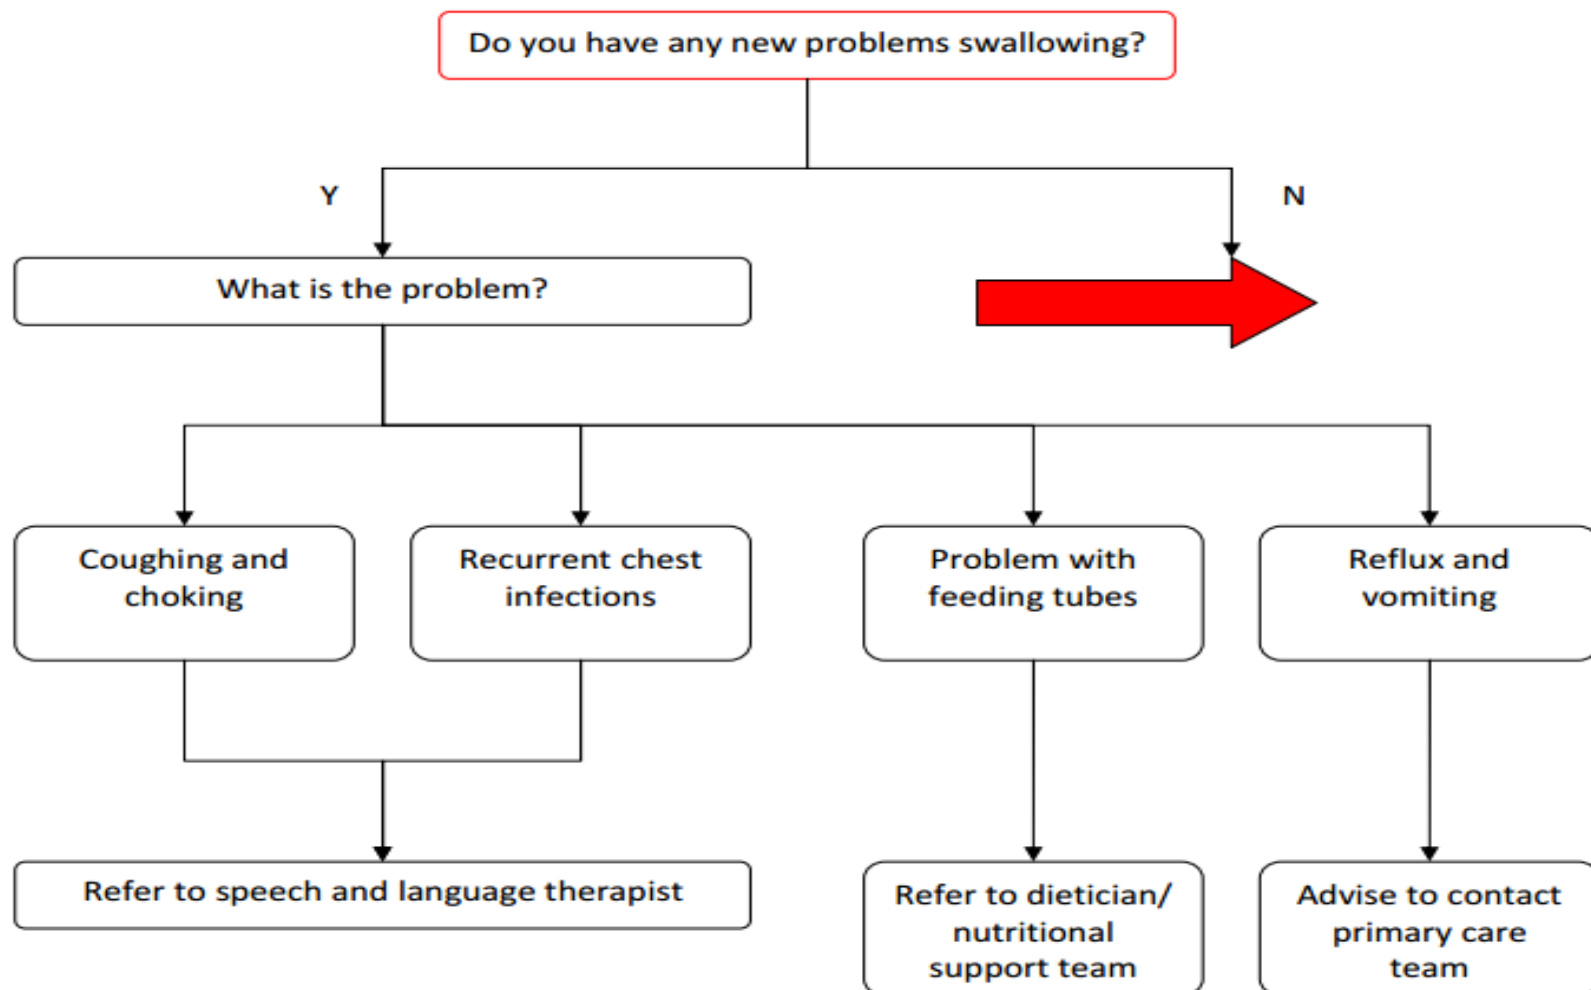 Do you have any new problems swallowing?
Y
N
What is the problem?
Coughing and
choking
Recurrent chest
infections
Problem with
feeding tubes
Reflux and
vomiting
Refer to speech and language therapist
Refer to dietician/
nutritional
support team
Advise to contact
primary care
team